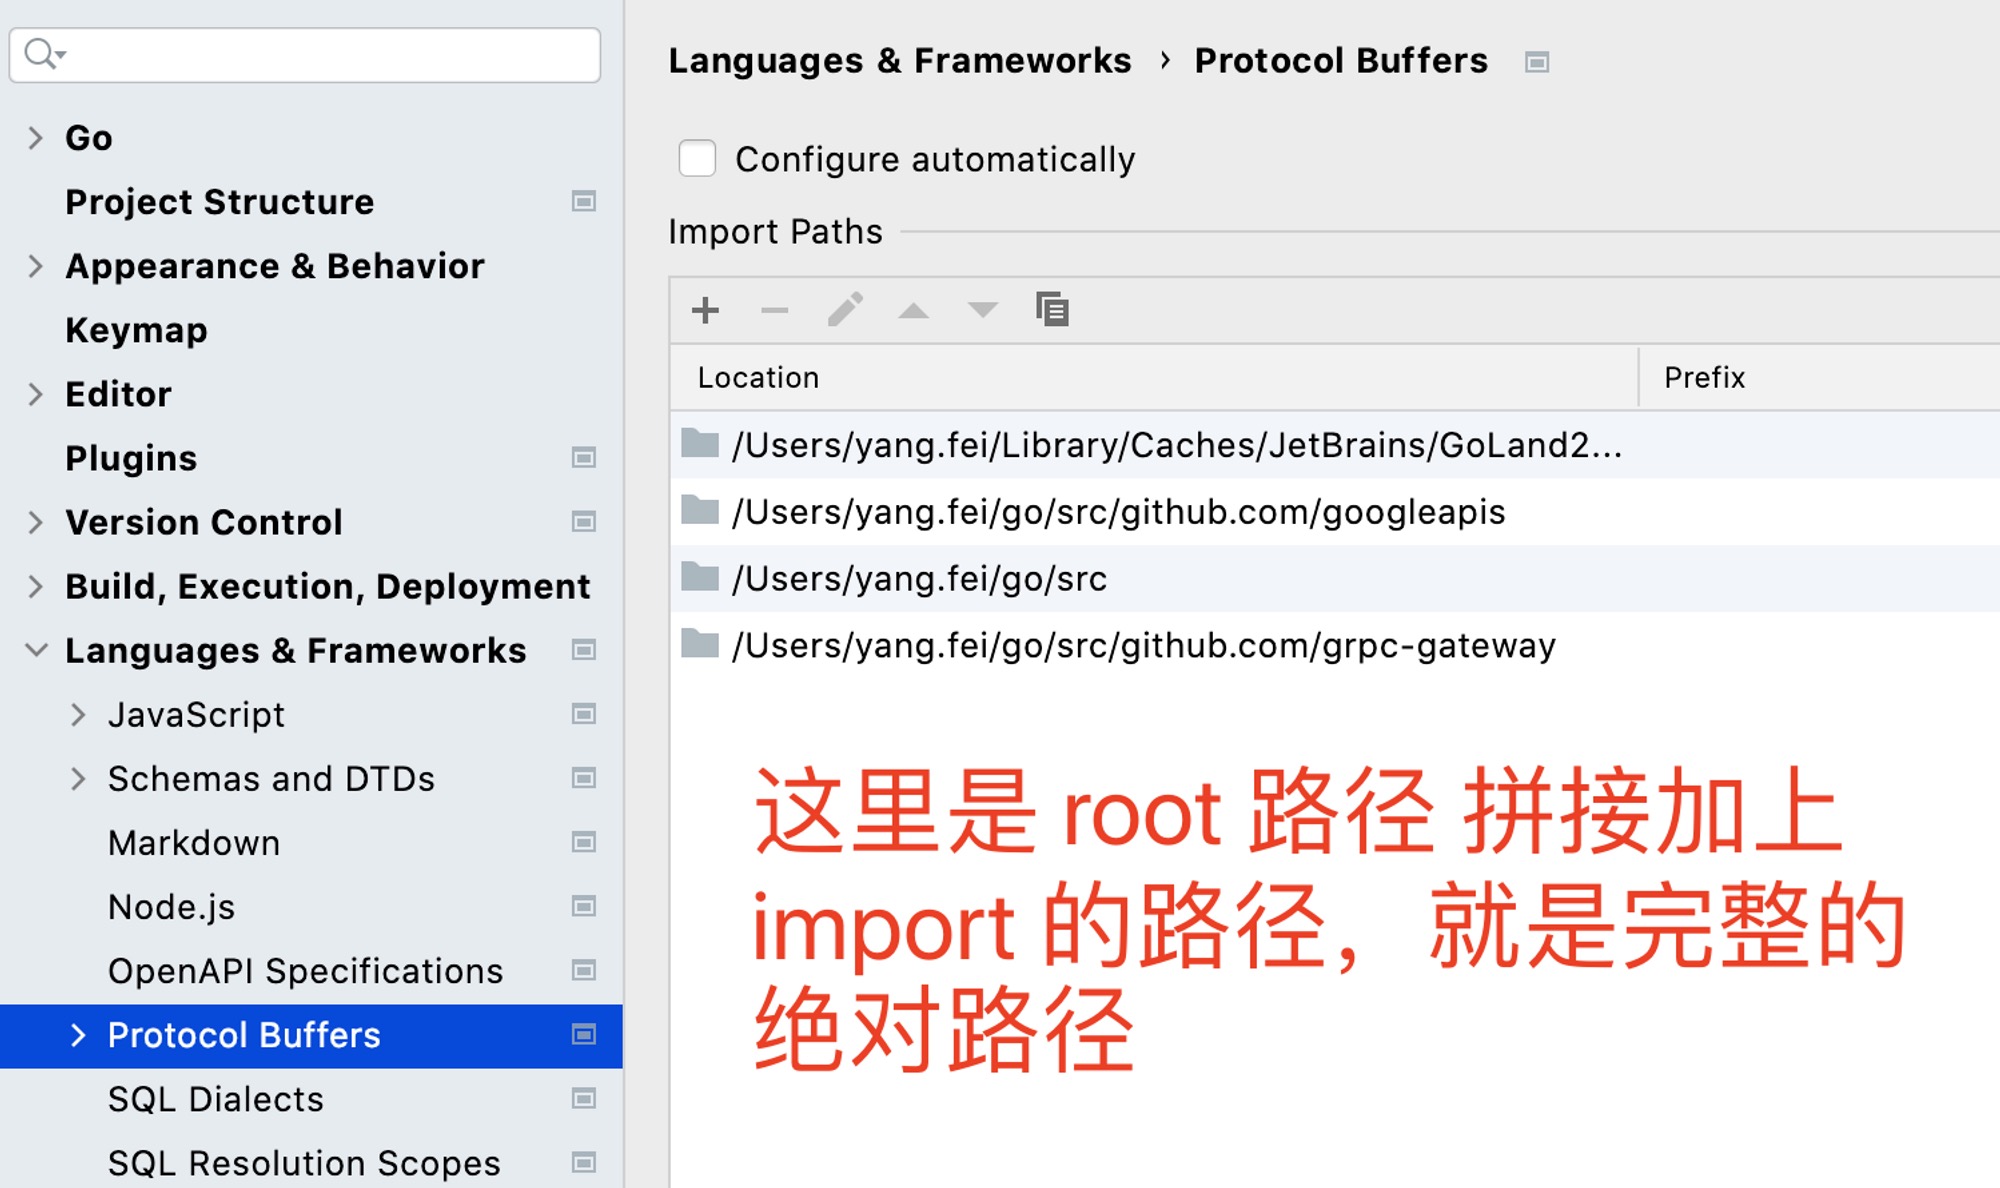 Go
Project Structure
Appearance & Behavior
Keymap
Editor
Plugins
Version Control
Build, Execution, Deployment
Languages & Frameworks
JavaScript
Schemas and DTDs
Markdown
Node.js
OpenAPI Specifications
Protocol Buffers
SQL Dialects
SQL Resolution Scopes
Languages & Frameworks › Protocol Buffers
Configure automatically
Import Paths
Location Prefix
/Users/yang.fei/Library/Caches/JetBrains/GoLand2...
/Users/yang.fei/go/src/github.com/googleapis
/Users/yang.fei/go/src
/Users/yang.fei/go/src/github.com/grpc-gateway
这里是 root 路径 拼接加上
import 的路径，就是完整的
绝对路径